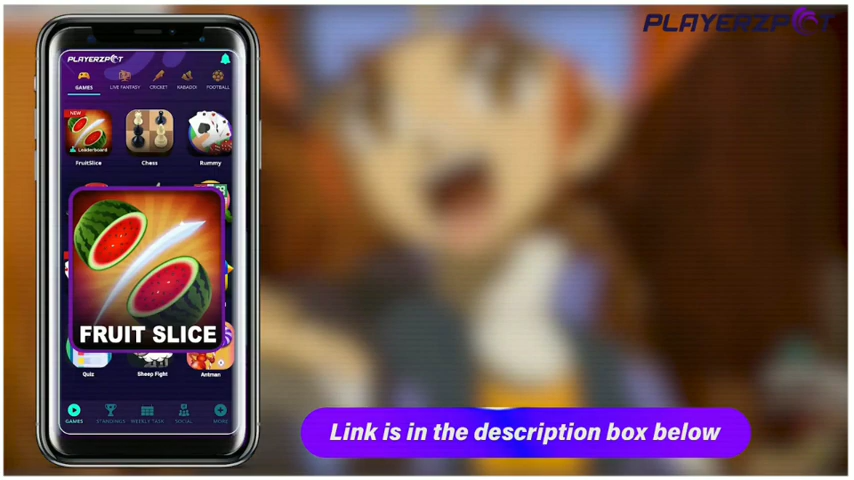 PLAYERZPOT
PLAYERZPOT
GAMES
LIVE FANTASY
CRICKET
KABADDI
FOOTBALL
NEW
Leaderboard
FruitSlice
Chess
Rummy
FRUIT SLICE
Quiz
Sheep Fight
Antman
GAMES
STANDINGS
WEEKLY TASK
SOCIAL
MORE
Link is in the description box below